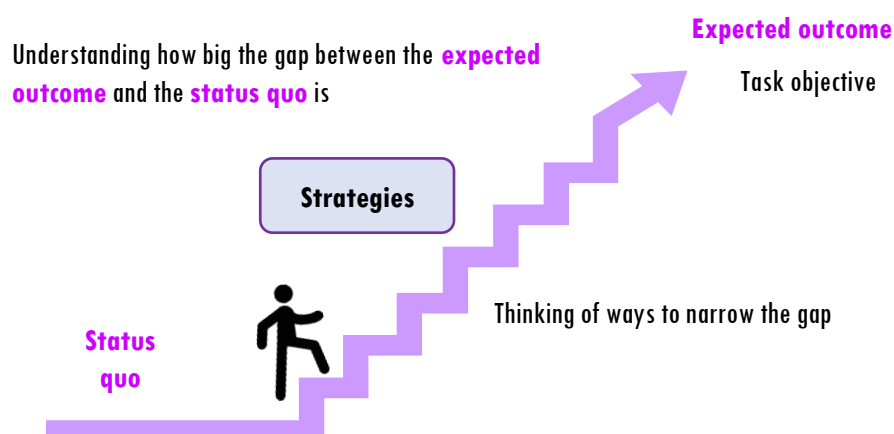 Expected outcome
Task objective
Understanding how big the gap between the expected
outcome and the status quo is
Strategies
Thinking of ways to narrow the gap
Status
quo